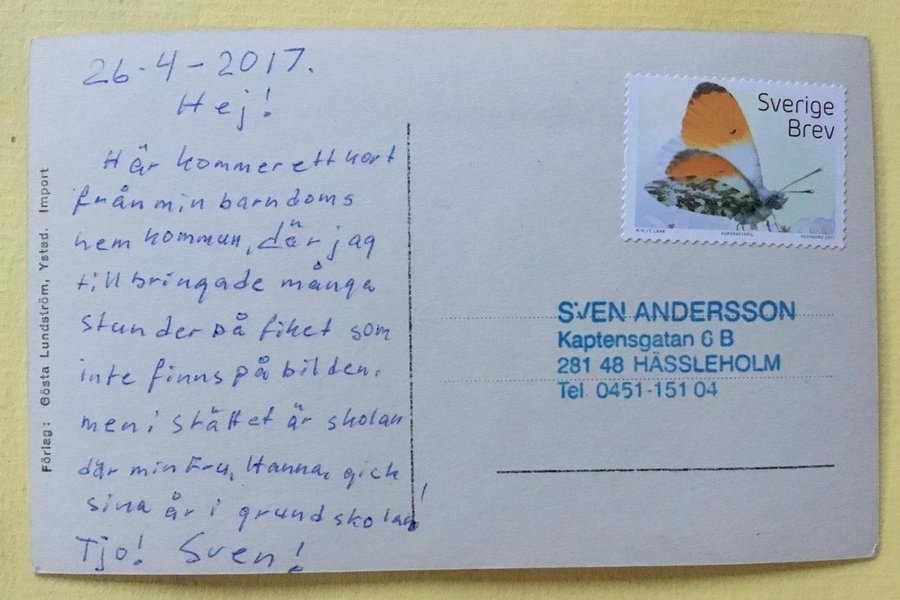 26-4-2017.
Hej!
Här kommer ett kort
från min barndoms
hemkommun, där jag
tillbringade många
stunder på fiket som
inte finns på bilden,
men i stället är skolan
där min Fru, Hanna, gick
sina år i grundskolan!
Tjo! Sven!
Förlag: Gösta Lundström, Ystad. Import
Sverige
Brev
SVEN ANDERSSON
Kaptensgatan 6 B
281 48 HÄSSLEHOLM
Tel 0451-151 04